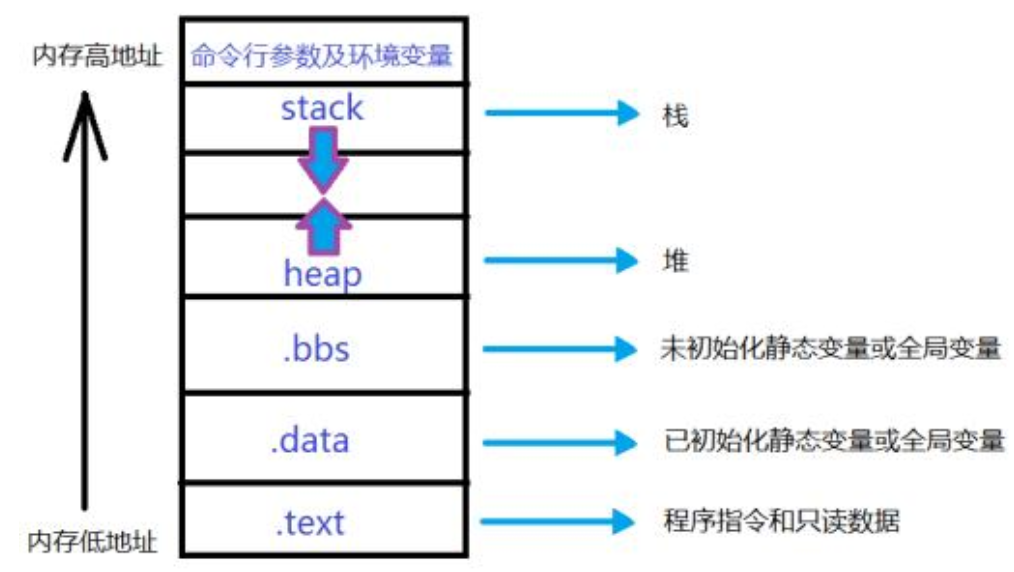 内存高地址
命令行参数及环境变量
stack
栈
heap
堆
.bbs
未初始化静态变量或全局变量
.data
已初始化静态变量或全局变量
.text
程序指令和只读数据
内存低地址